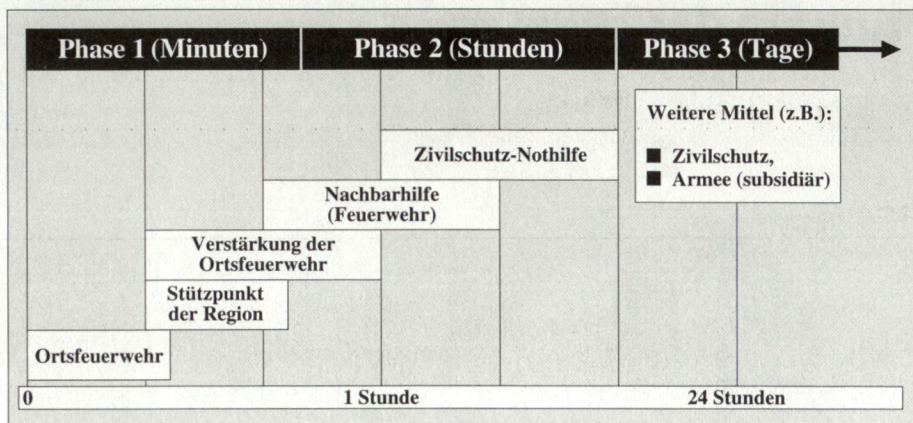 Phase 1 (Minuten)
Phase 2 (Stunden)
Phase 3 (Tage)
Weitere Mittel (z.B.):
■ Zivilschutz,
■ Armee (subsidiär)
Zivilschutz-Nothilfe
Nachbarhilfe
(Feuerwehr)
Verstärkung der
Ortsfeuerwehr
Stützpunkt
der Region
Ortsfeuerwehr
0
1 Stunde
24 Stunden